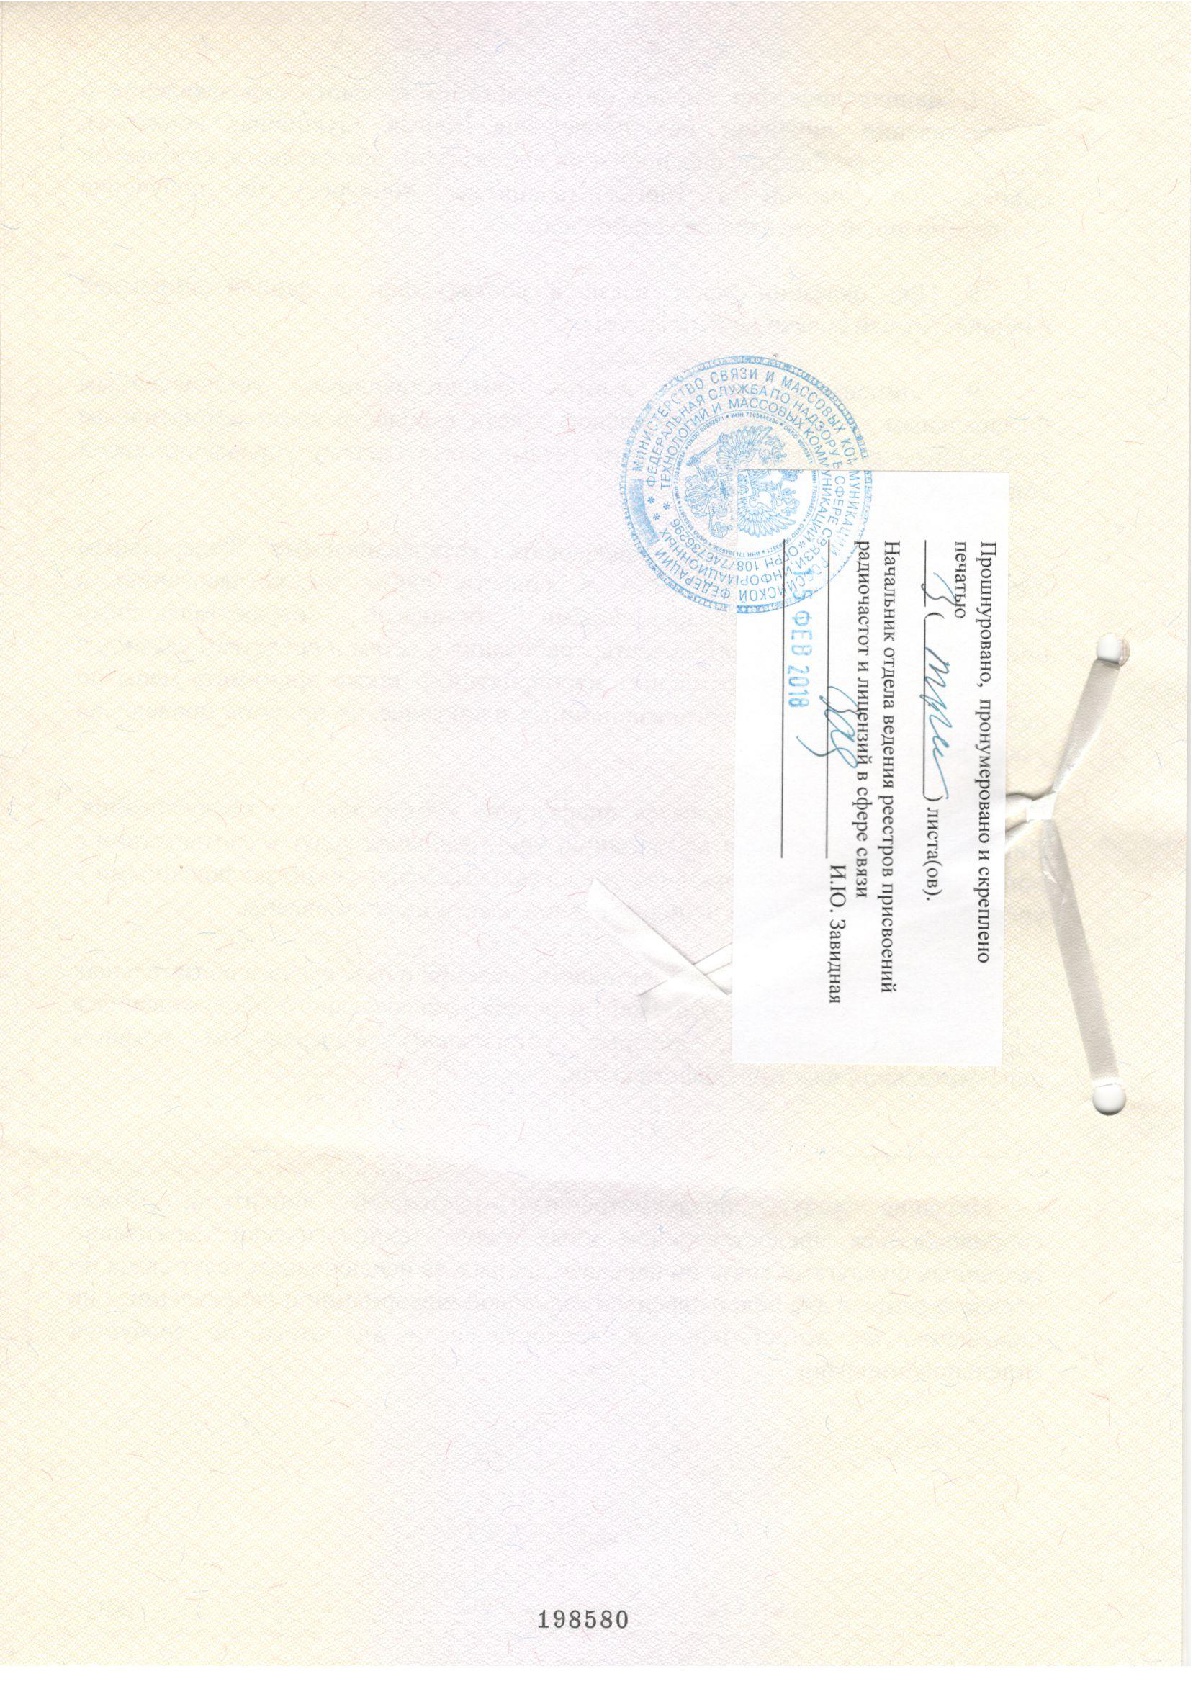 Прошнуровано, пронумеровано и скреплено
печатью
3 ( три ) листа(ов).
Начальник отдела ведения реестров присвоений
радиочастот и лицензий в сфере связи
И.Ю. Завидная
ФЕВ 2018
МИНИСТЕРСТВО СВЯЗИ И МАССОВЫХ КОММУНИКАЦИЙ РОССИЙСКОЙ ФЕДЕРАЦИИ
ФЕДЕРАЛЬНАЯ СЛУЖБА ПО НАДЗОРУ В СФЕРЕ СВЯЗИ ИНФОРМАЦИОННЫХ
ТЕХНОЛОГИЙ И МАССОВЫХ КОММУНИКАЦИЙ * ОГРН 1087746736296
198580